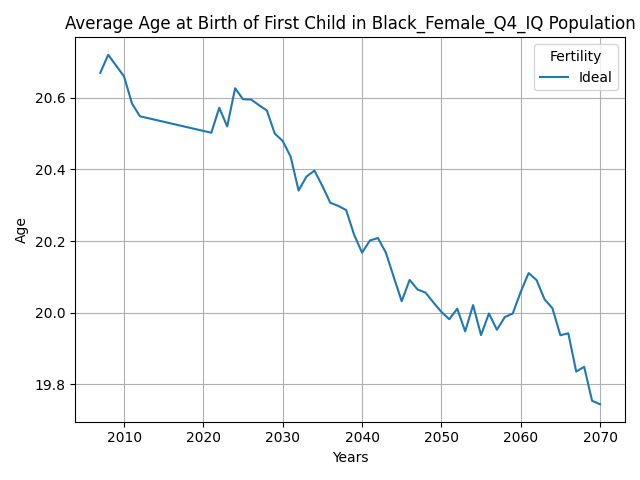 Average Age at Birth of First Child in Black_Female_Q4_IQ Population
Fertility
Ideal
Age
20.6
20.4
20.2
20.0
19.8
2010 2020 2030 2040 2050 2060 2070
Years